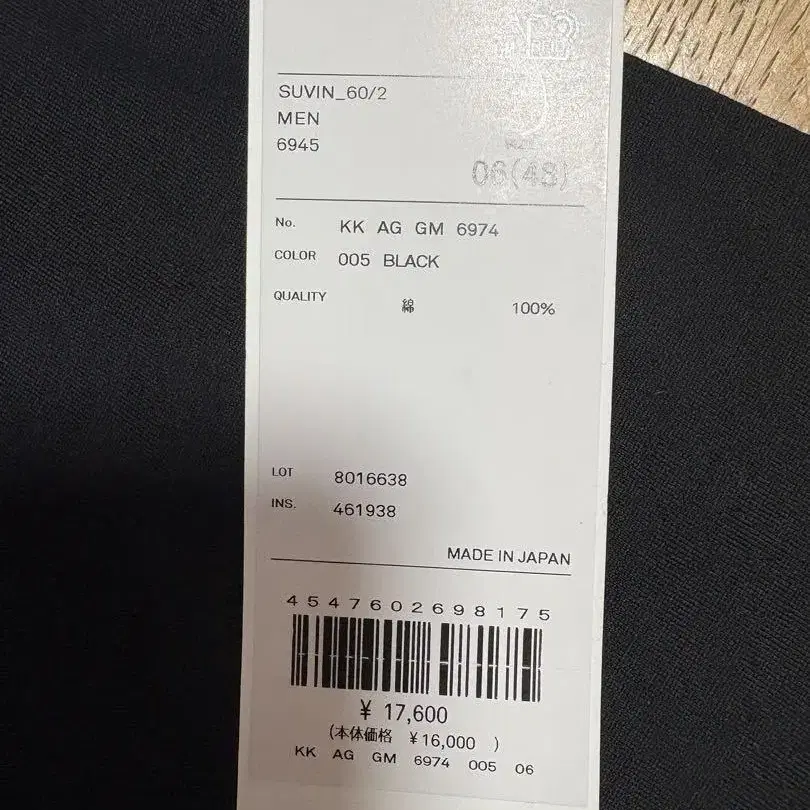 SUVIN_60/2
MEN
6945
SIZE
06(48)
No. KK AG GM 6974
COLOR 005 BLACK
QUALITY 綿 100%
LOT 8016638
INS. 461938
MADE IN JAPAN
4547602698175
¥ 17,600
(本体価格 ¥16,000 )
KK AG GM 6974 005 06